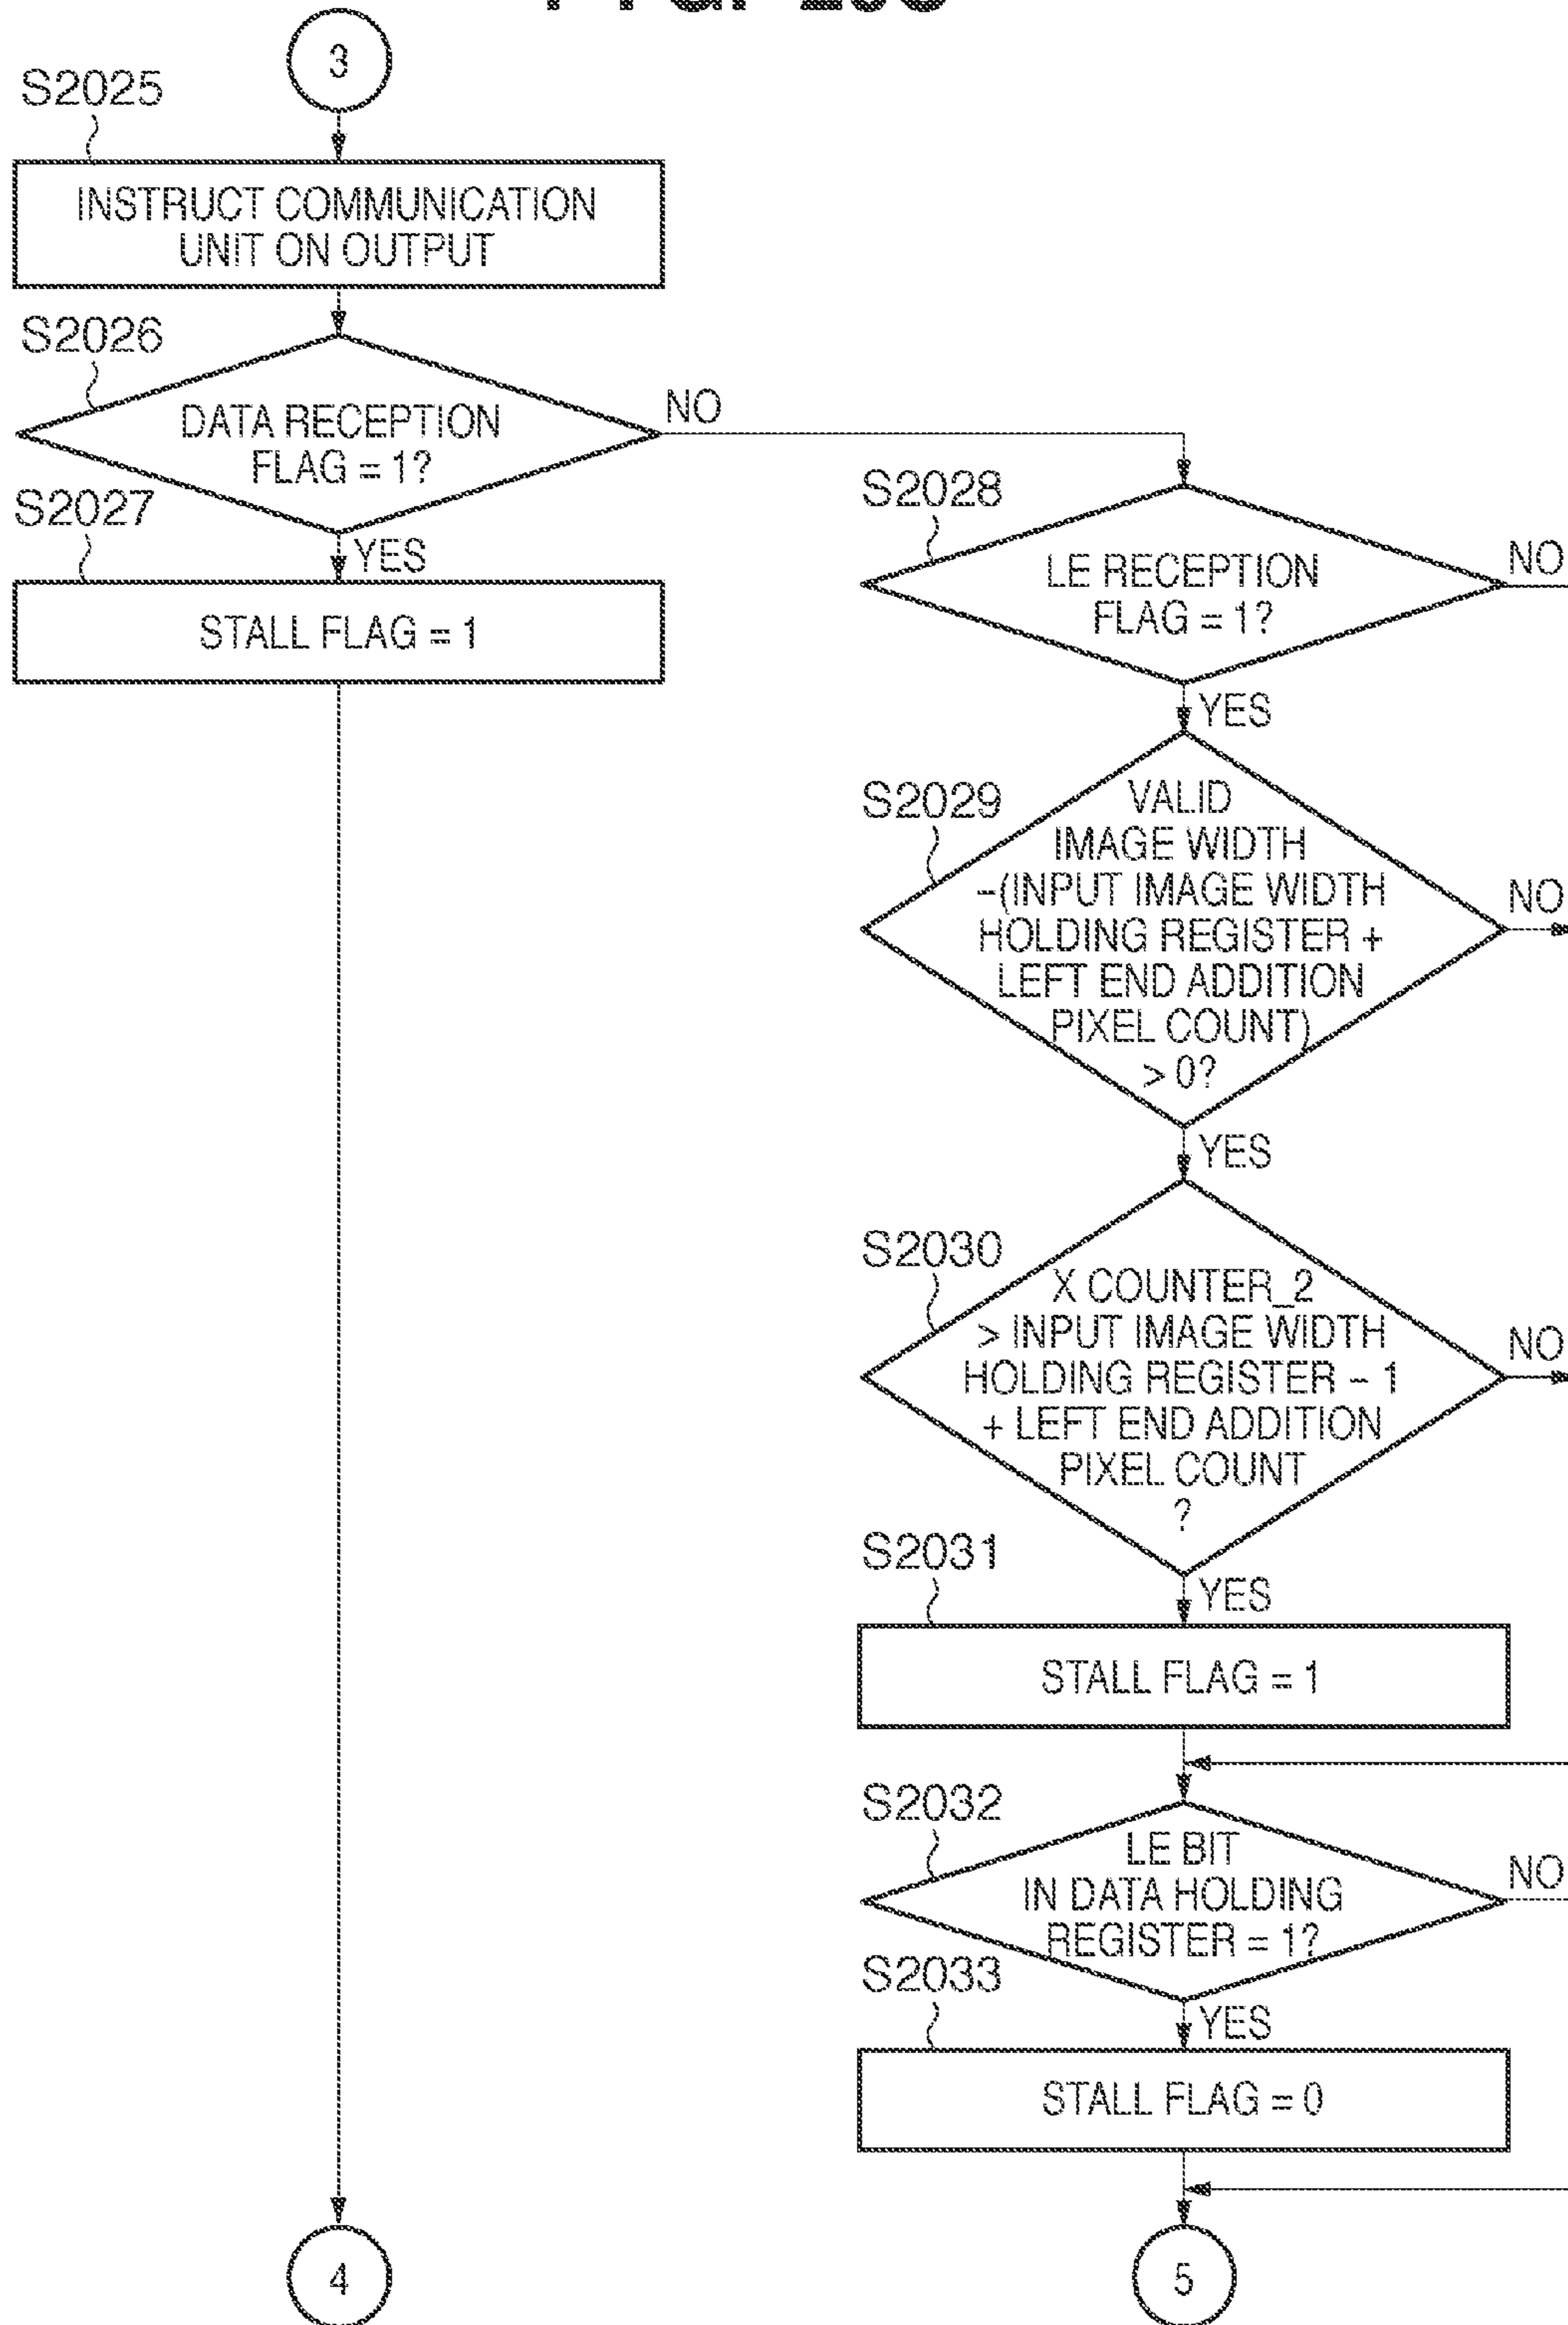 3
S2025
INSTRUCT COMMUNICATION
UNIT ON OUTPUT
S2026
DATA RECEPTION
FLAG = 1?
NO
S2027
YES
STALL FLAG = 1
S2028
LE RECEPTION
FLAG = 1?
NO
YES
S2029
VALID
IMAGE WIDTH
-(INPUT IMAGE WIDTH
HOLDING REGISTER +
LEFT END ADDITION
PIXEL COUNT)
> 0?
NO
YES
S2030
X COUNTER_2
> INPUT IMAGE WIDTH
HOLDING REGISTER - 1
+ LEFT END ADDITION
PIXEL COUNT
?
NO
YES
S2031
STALL FLAG = 1
S2032
LE BIT
IN DATA HOLDING
REGISTER = 1?
NO
S2033
YES
STALL FLAG = 0
4
5